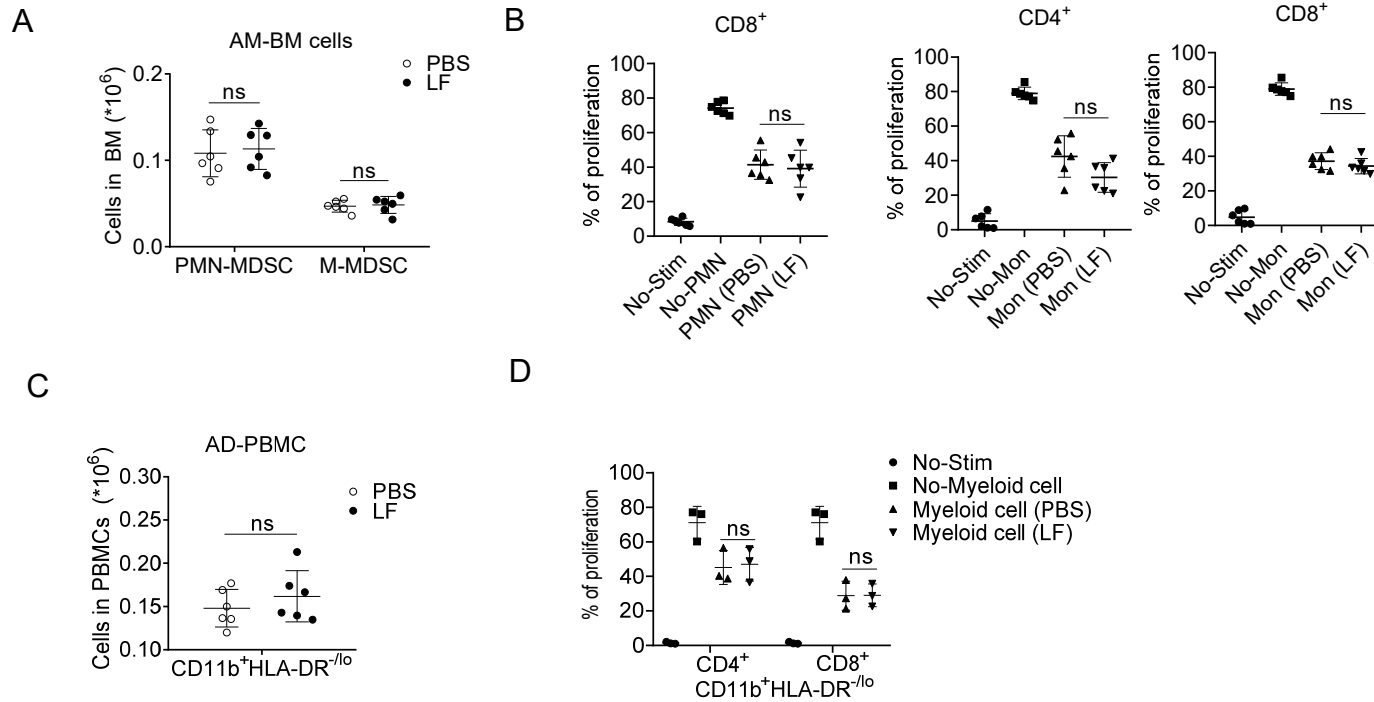 A
AM-BM cells
PBS
LF
Cells in BM (*10⁶)
0.2
0.1
0.0
ns
ns
PMN-MDSC
M-MDSC
B
CD8⁺
% of proliferation
100
80
60
40
20
0
ns
No-Stim
No-PMN
PMN (PBS)
PMN (LF)
CD4⁺
% of proliferation
100
80
60
40
20
0
ns
No-Stim
No-Mon
Mon (PBS)
Mon (LF)
CD8⁺
% of proliferation
100
80
60
40
20
0
ns
No-Stim
No-Mon
Mon (PBS)
Mon (LF)
C
AD-PBMC
PBS
LF
Cells in PBMCs (*10⁶)
0.30
0.25
0.20
0.15
0.10
ns
CD11b⁺HLA-DR⁻/ˡᵒ
D
No-Stim
No-Myeloid cell
Myeloid cell (PBS)
Myeloid cell (LF)
% of proliferation
100
80
60
40
20
0
ns
ns
CD4⁺
CD8⁺
CD11b⁺HLA-DR⁻/ˡᵒ